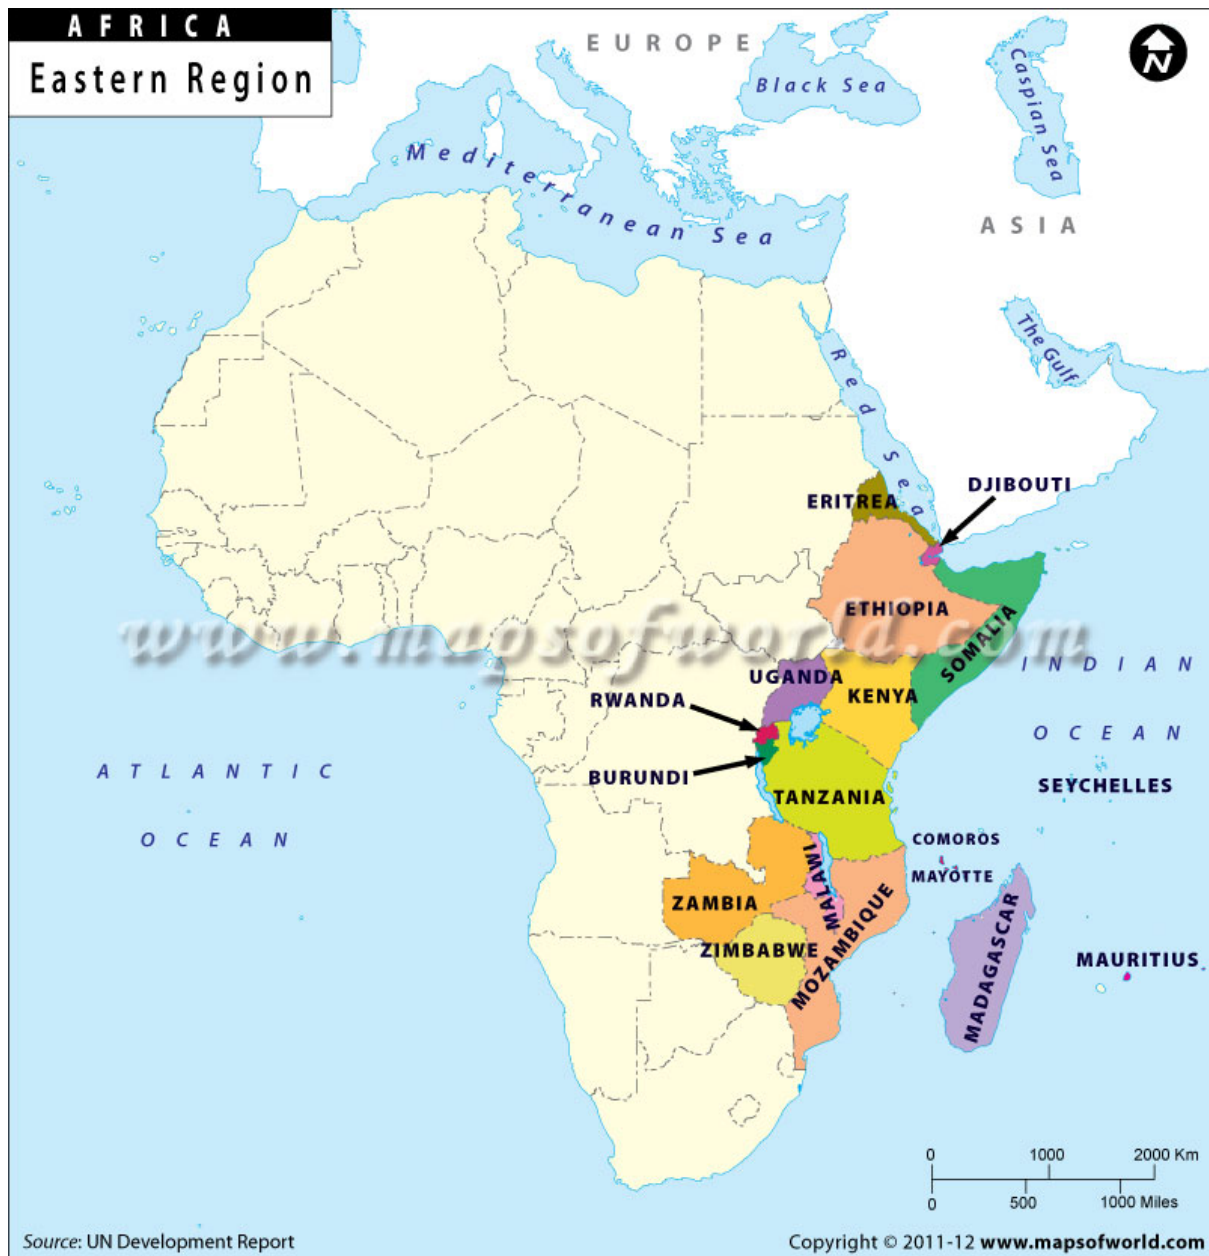 AFRICA
Eastern Region
EUROPE
Black Sea
Caspian Sea
N
Mediterranean Sea
ASIA
The Gulf
Red Sea
DJIBOUTI
ERITREA
ETHIOPIA
SOMALIA
www.mapsofworld.com
UGANDA
KENYA
RWANDA
INDIAN
OCEAN
BURUNDI
TANZANIA
SEYCHELLES
ATLANTIC
OCEAN
COMOROS
MAYOTTE
MALAWI
ZAMBIA
ZIMBABWE
MOZAMBIQUE
MADAGASCAR
MAURITIUS
0 1000 2000 Km
0 500 1000 Miles
Source: UN Development Report
Copyright © 2011-12 www.mapsofworld.com